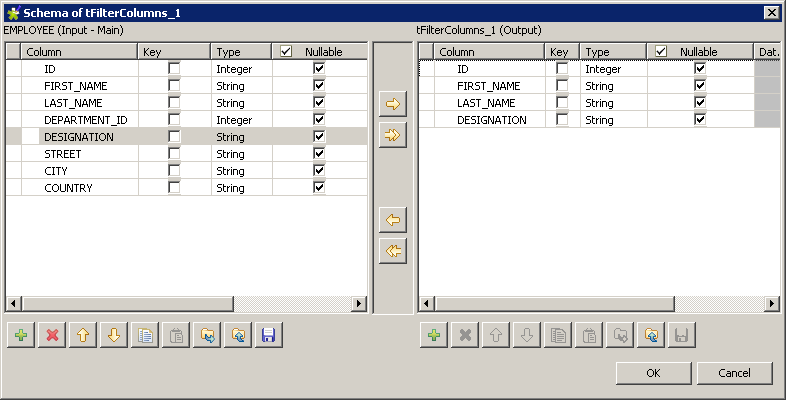 Schema of tFilterColumns_1
EMPLOYEE (Input - Main)
Column Key Type Nullable
ID Integer
FIRST_NAME String
LAST_NAME String
DEPARTMENT_ID Integer
DESIGNATION String
STREET String
CITY String
COUNTRY String
tFilterColumns_1 (Output)
Column Key Type Nullable Dat.
ID Integer
FIRST_NAME String
LAST_NAME String
DESIGNATION String
OK Cancel